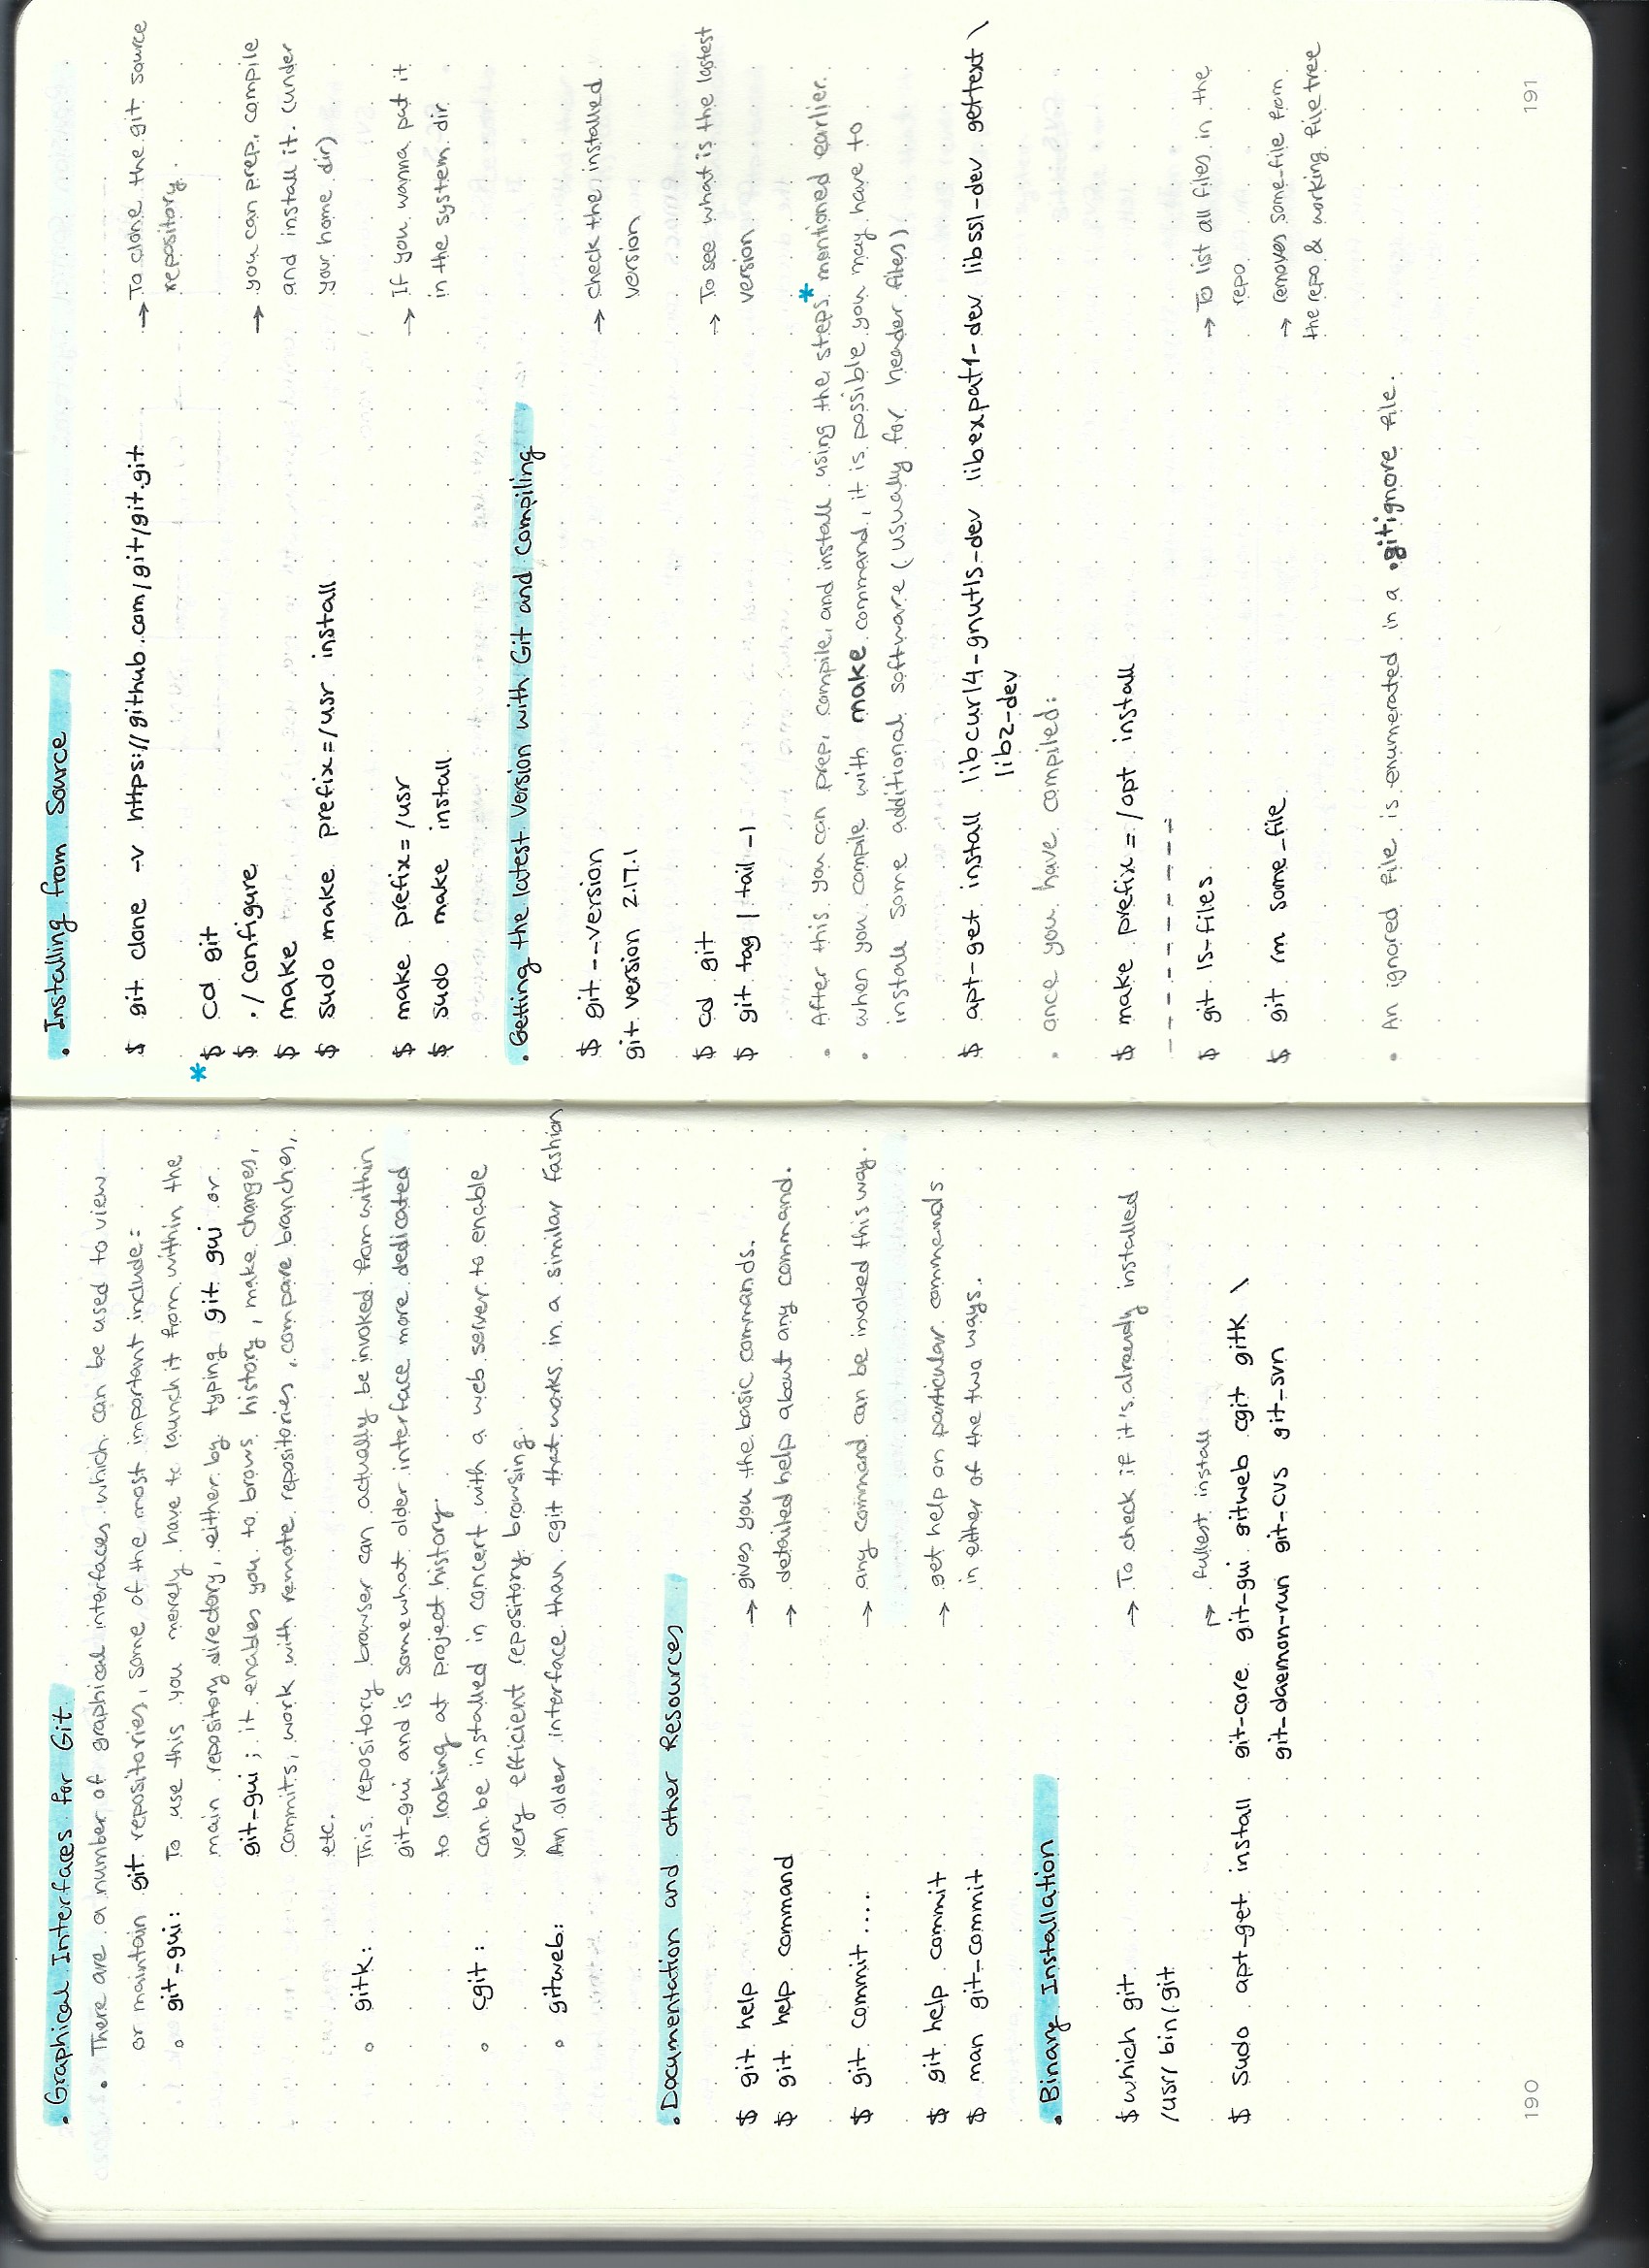 . Graphical Interfaces for Git
• There are a number of graphical interfaces which can be used to view
or maintain git repositories, some of the most important include:
o git-gui: To use this you merely have to launch it from within the
main repository directory, either by typing git gui or
git-gui ; it enables you to brows history, make changes,
commits, work with remote repositories, compare branches,
etc.
o gitk: This repository browser can actually be invoked from within
git-gui and is somewhat older interface more dedicated
to looking at project history.
o cgit: can be installed in concert with a web server to enable
very efficient repository browsing.
o gitweb: An older interface than cgit that works in a similar fashion
. Documentation and other Resources
$ git help → gives you the basic commands.
$ git help command → detailed help about any command.
$ git commit .... → any command can be invoked this way.
$ git help commit → get help on particular commends
$ man git-commit in either of the two ways.
. Binary Installation
$ which git → To check if it's already installed
/usr/bin/git
→ fullest install
$ sudo apt-get install git-core git-gui gitweb cgit gitk \
git-daemon-run git-cvs git-svn
190
. Installing from Source
$ git clone -v https://github.com/git/git.git → To clone the git source
repository.
* $ cd git
$ ./configure → you can prep, compile
$ make and install it. (under
$ sudo make prefix=/usr install your home dir)
$ make prefix=/usr → If you wanna put it
$ sudo make install in the system dir
. Getting the latest Version with Git and Compiling
$ git --version → check the installed
git version 2.17.1 version
$ cd git → To see what is the lastest
$ git tag | tail -1 version
. After this you can prep, compile, and install using the steps* mentioned earlier.
. when you compile with make command, it is possible you may have to
install some additional software (usually for header files)
$ apt-get install libcurl4-gnutls-dev libexpat1-dev libssl-dev gettext \
libz-dev
. once you have compiled:
$ make prefix=/opt install
----------
$ git ls-files → To list all files in the
repo
$ git rm some_file → removes some-file from
the repo & working file tree
. An ignored file is enumerated in a .gitignore file.
191